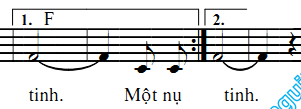 1. F 2.
tinh. Một nụ tinh.